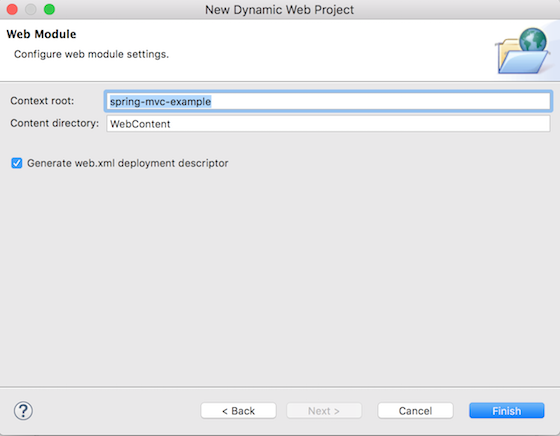 New Dynamic Web Project
Web Module
Configure web module settings.
Context root: spring-mvc-example
Content directory: WebContent
Generate web.xml deployment descriptor
? < Back Next > Cancel Finish